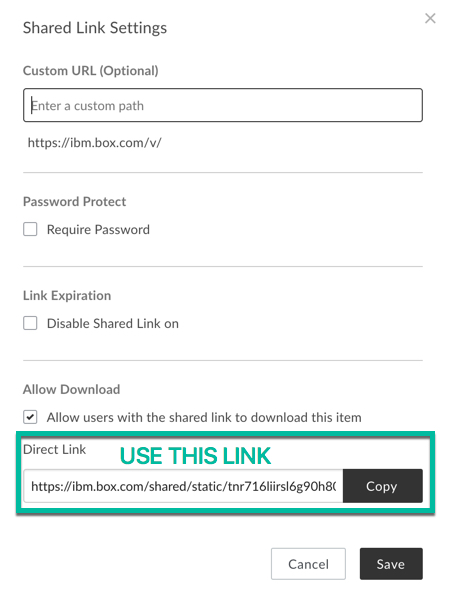 Shared Link Settings
Custom URL (Optional)
Enter a custom path
https://ibm.box.com/v/
Password Protect
Require Password
Link Expiration
Disable Shared Link on
Allow Download
Allow users with the shared link to download this item
Direct Link
USE THIS LINK
https://ibm.box.com/shared/static/tnr716liirsl6g90h80
Copy
Cancel
Save